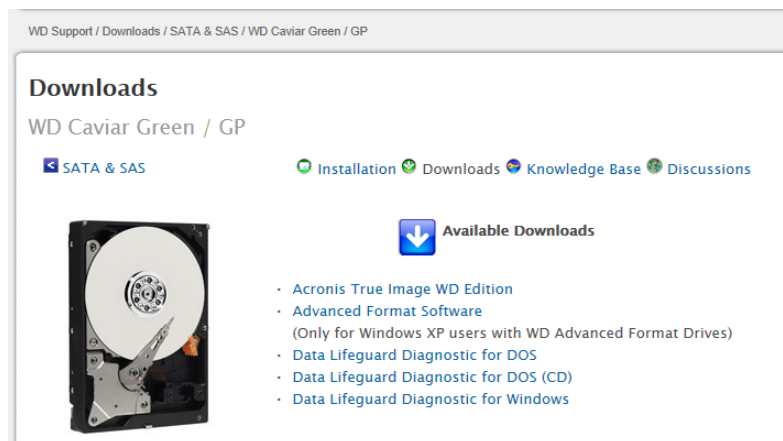 WD Support / Downloads / SATA & SAS / WD Caviar Green / GP
Downloads
WD Caviar Green / GP
SATA & SAS
Installation Downloads Knowledge Base Discussions
Available Downloads
· Acronis True Image WD Edition
· Advanced Format Software
(Only for Windows XP users with WD Advanced Format Drives)
· Data Lifeguard Diagnostic for DOS
· Data Lifeguard Diagnostic for DOS (CD)
· Data Lifeguard Diagnostic for Windows